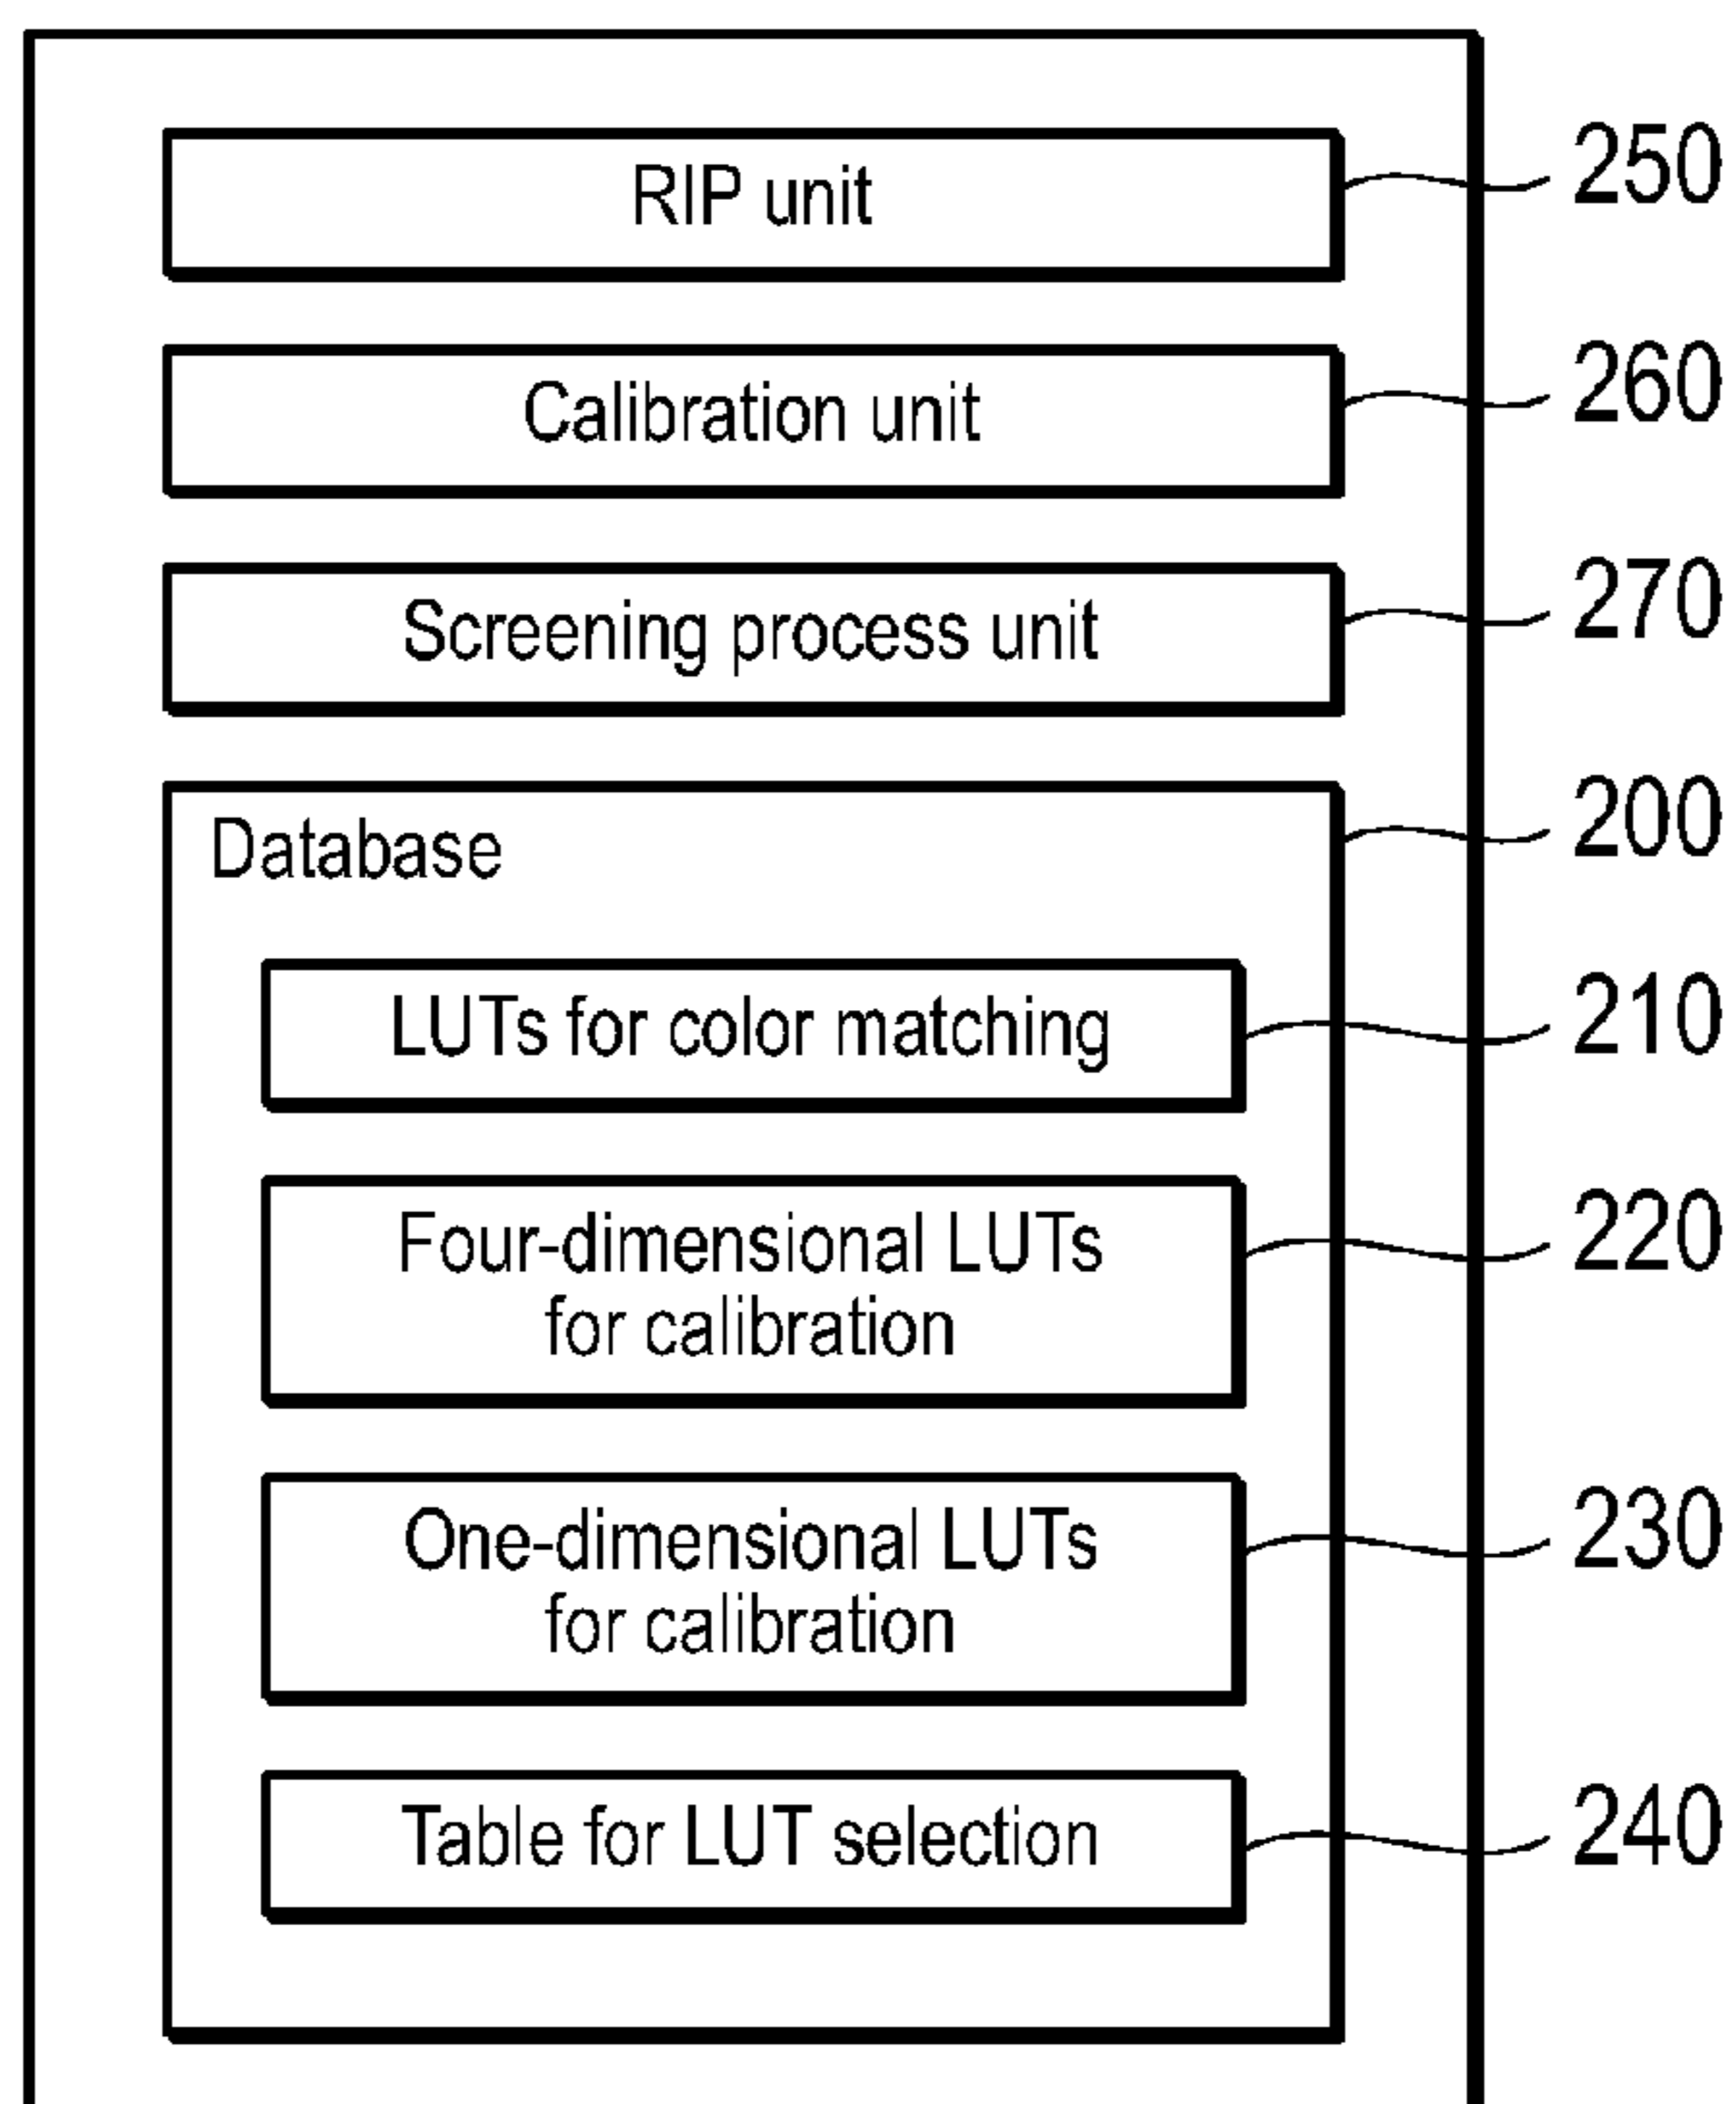 RIP unit 250
Calibration unit 260
Screening process unit 270
Database 200
LUTs for color matching 210
Four-dimensional LUTs 220
for calibration
One-dimensional LUTs 230
for calibration
Table for LUT selection 240